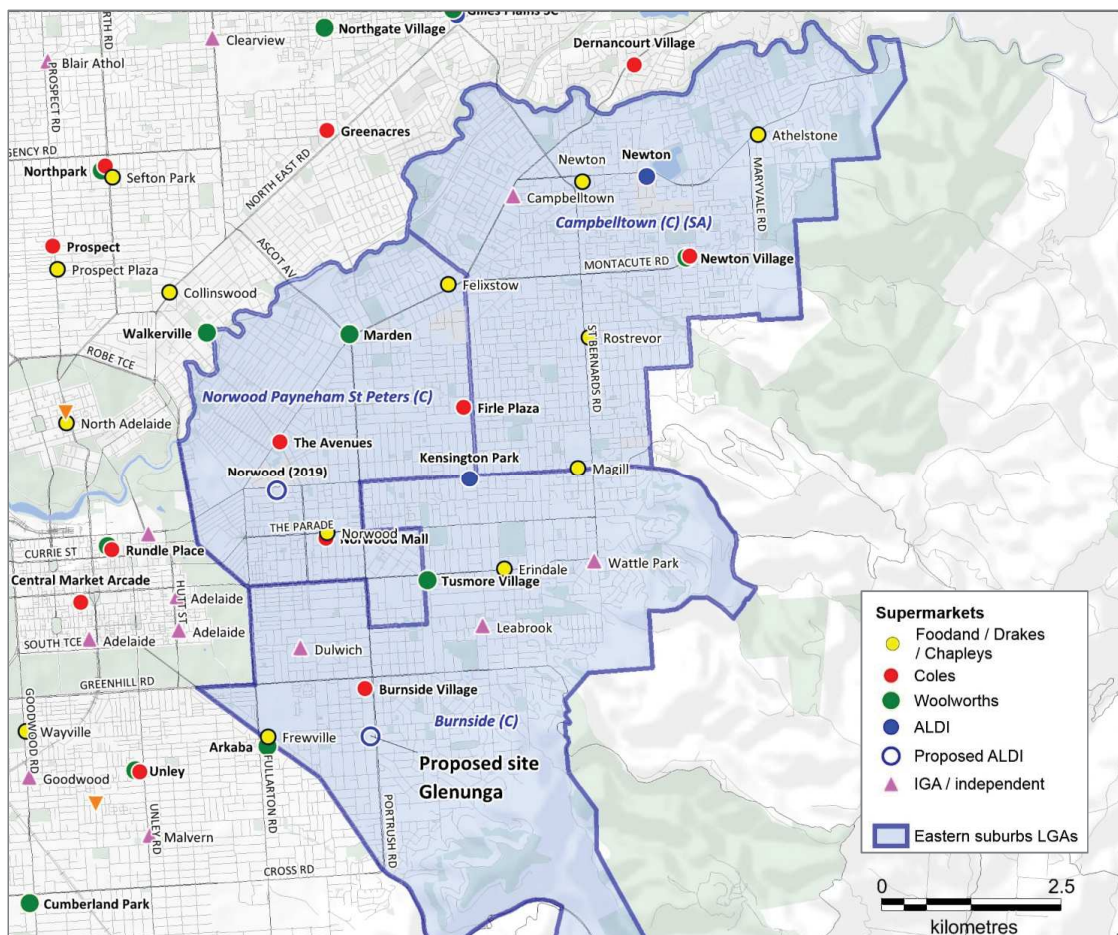 Gilles Plains SC
Northgate Village
Clearview
Dernancourt Village
Blair Athol
RTH RD
PROSPECT RD
Greenacres
Athelstone
GENCY RD
NORTH EAST RD
Newton
Newton
Northpark
Sefton Park
MARYVALE RD
Campbelltown
Campbelltown (C) (SA)
Prospect
ASCOT AV
MONTACUTE RD
Newton Village
Prospect Plaza
Felixstow
Collinswood
Walkerville
Marden
ST BERNARDS RD
Rostrevor
ROBE TCE
Norwood Payneham St Peters (C)
Firle Plaza
North Adelaide
The Avenues
Kensington Park
Norwood (2019)
Magill
THE PARADE
Norwood
Norwood Mall
CURRIE ST
Rundle Place
Wattle Park
Erindale
Central Market Arcade
Tusmore Village
HUTT ST
Adelaide
Adelaide
SOUTH TCE
Adelaide
Leabrook
Dulwich
GREENHILL RD
Burnside Village
GOODWOOD RD
Burnside (C)
Wayville
Frewville
Arkaba
Proposed site
Glenunga
Unley
Goodwood
FULLARTON RD
PORTRUSH RD
UNLEY RD
Malvern
CROSS RD
Cumberland Park
Supermarkets
Foodand / Drakes
/ Chapleys
Coles
Woolworths
ALDI
Proposed ALDI
IGA / independent
Eastern suburbs LGAs
0 2.5
kilometres